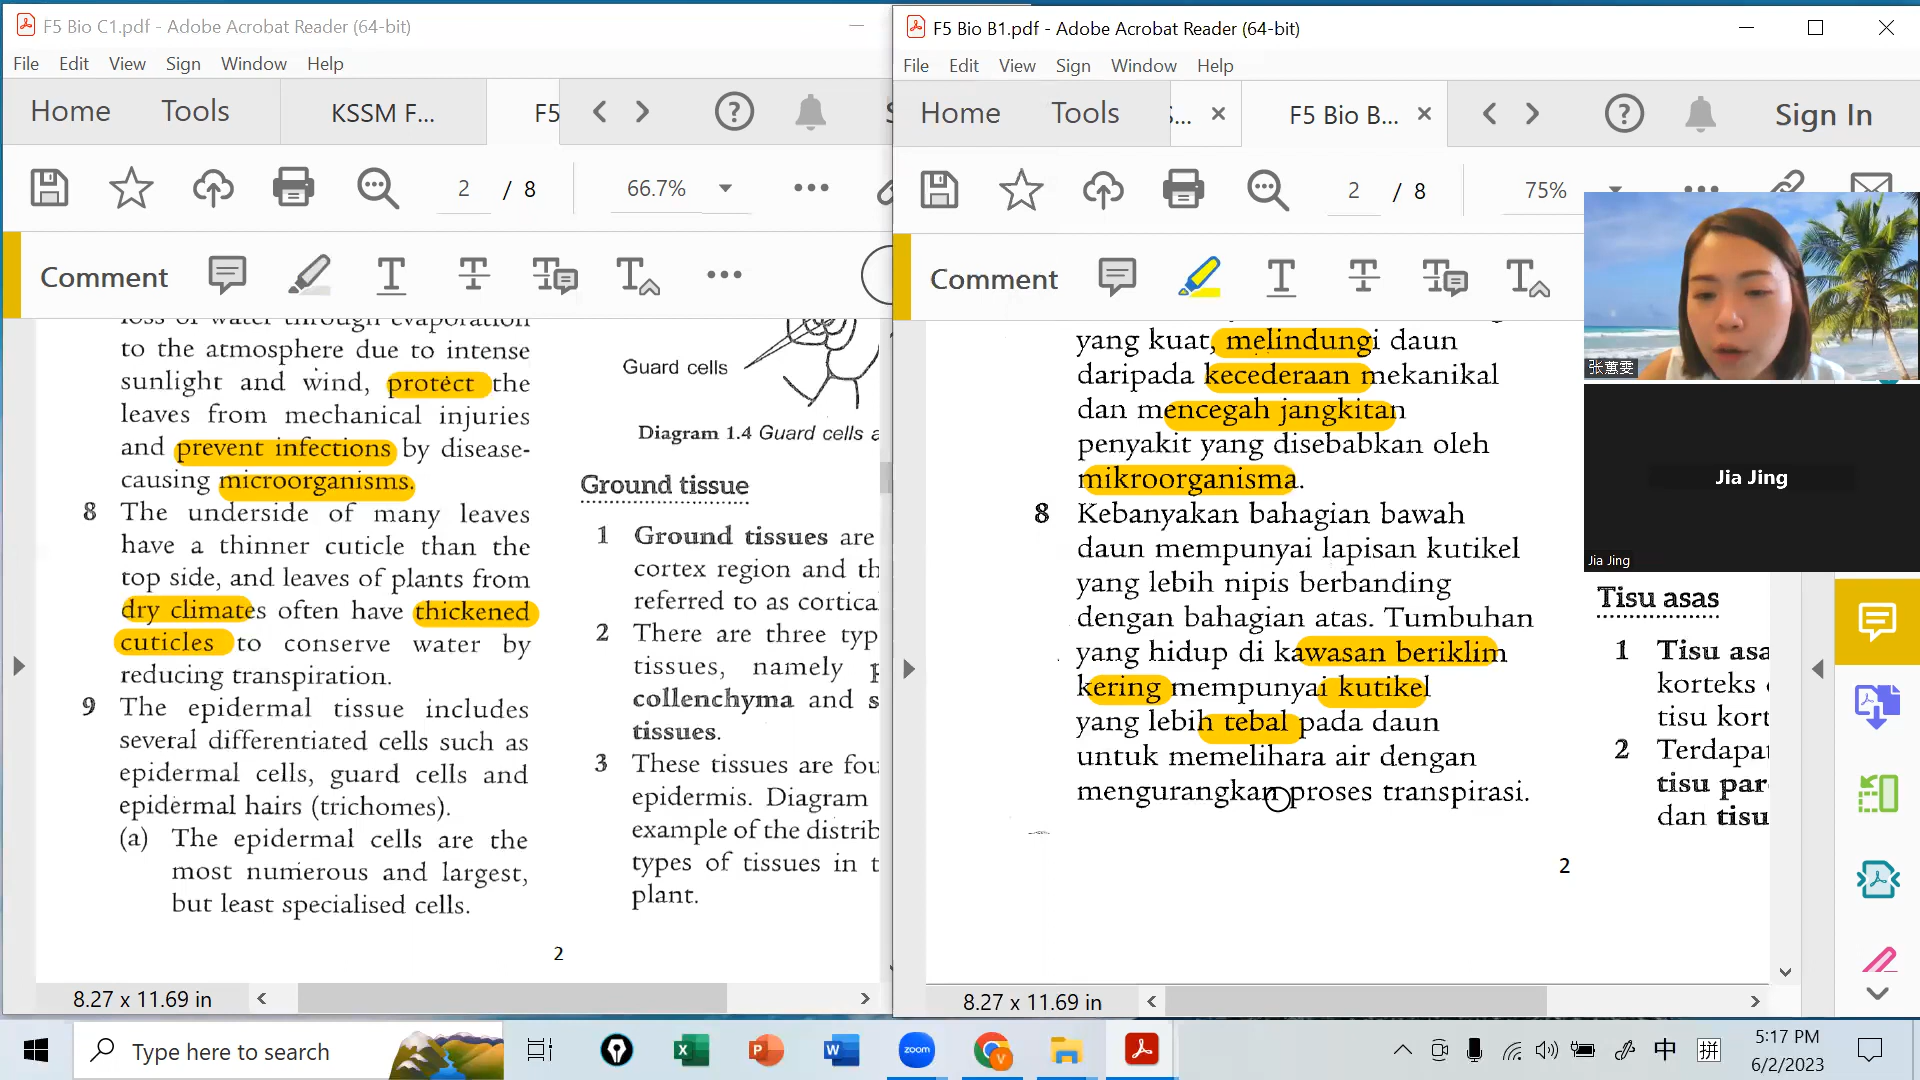 F5 Bio C1.pdf - Adobe Acrobat Reader (64-bit)
File Edit View Sign Window Help
Home Tools KSSM F... F5
2 / 8 66.7%
Comment
loss of water through evaporation
to the atmosphere due to intense
sunlight and wind, protect the
leaves from mechanical injuries
and prevent infections by disease-
causing microorganisms.
8 The underside of many leaves
have a thinner cuticle than the
top side, and leaves of plants from
dry climates often have thickened
cuticles to conserve water by
reducing transpiration.
9 The epidermal tissue includes
several differentiated cells such as
epidermal cells, guard cells and
epidermal hairs (trichomes).
(a) The epidermal cells are the
most numerous and largest,
but least specialised cells.
Guard cells
Diagram 1.4 Guard cells a
Ground tissue
1 Ground tissues are
cortex region and th
referred to as cortica
2 There are three typ
tissues, namely p
collenchyma and s
tissues.
3 These tissues are fou
epidermis. Diagram
example of the distrib
types of tissues in t
plant.
2
8.27 x 11.69 in
F5 Bio B1.pdf - Adobe Acrobat Reader (64-bit)
File Edit View Sign Window Help
Home Tools S... F5 Bio B... Sign In
2 / 8 75%
Comment
yang kuat, melindungi daun
daripada kecederaan mekanikal
dan mencegah jangkitan
penyakit yang disebabkan oleh
mikroorganisma.
8 Kebanyakan bahagian bawah
daun mempunyai lapisan kutikel
yang lebih nipis berbanding
dengan bahagian atas. Tumbuhan
yang hidup di kawasan beriklim
kering mempunyai kutikel
yang lebih tebal pada daun
untuk memelihara air dengan
mengurangkan proses transpirasi.
2
Tisu asas
1 Tisu asa
korteks
tisu kort
2 Terdapa
tisu par
dan tisu
8.27 x 11.69 in
张蕙雯
Jia Jing
Jia Jing
Type here to search
zoom
中 拼
5:17 PM
6/2/2023